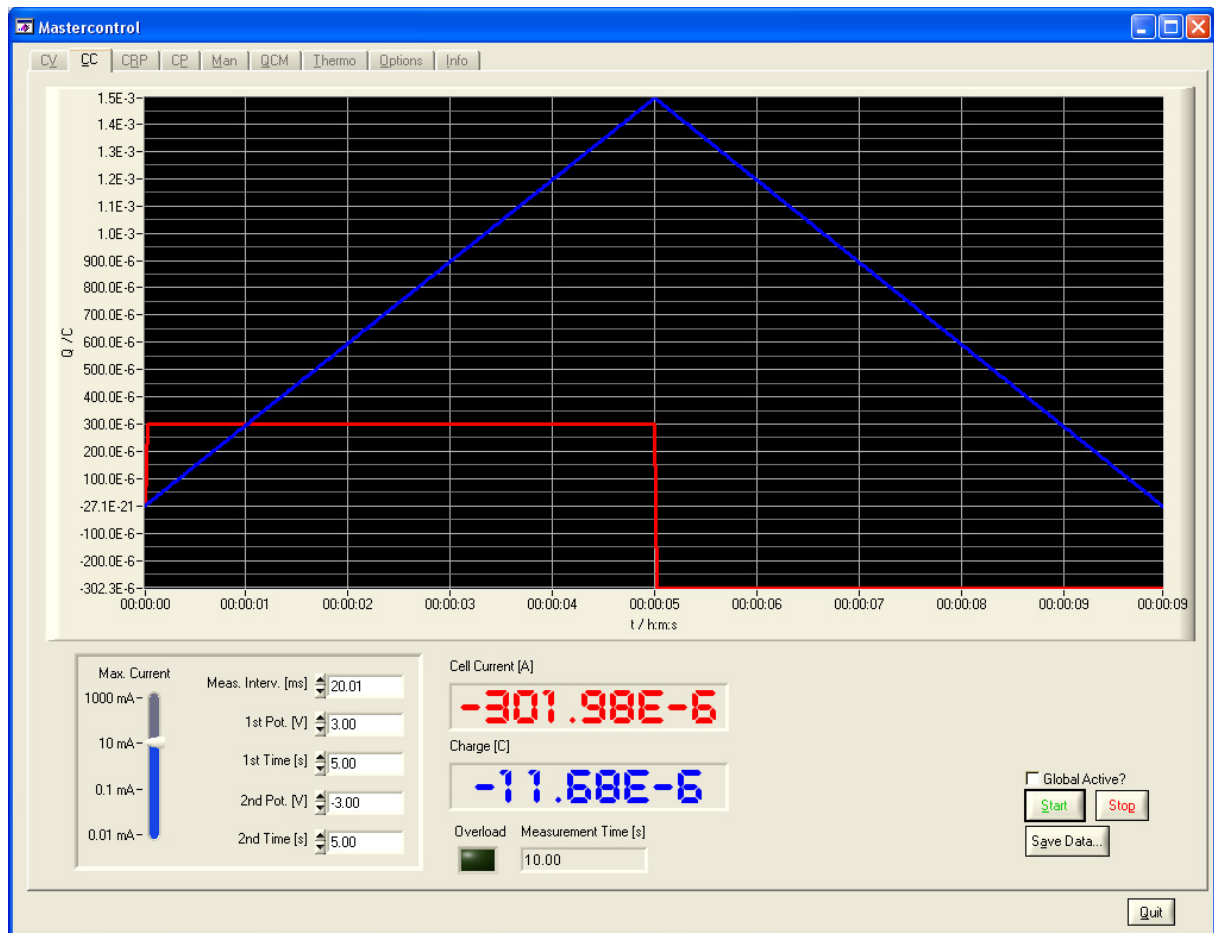 Mastercontrol
CV CC CRP CP Man QCM Thermo Options Info
1.5E-3
1.4E-3
1.3E-3
1.2E-3
1.1E-3
1.0E-3
900.0E-6
800.0E-6
700.0E-6
600.0E-6
500.0E-6
400.0E-6
300.0E-6
200.0E-6
100.0E-6
-27.1E-21
-100.0E-6
-200.0E-6
-302.3E-6
Q /C
00:00:00 00:00:01 00:00:02 00:00:03 00:00:04 00:00:05 00:00:06 00:00:07 00:00:08 00:00:09 00:00:09
t / h:m:s
Max. Current
1000 mA
10 mA
0.1 mA
0.01 mA
Meas. Interv. [ms] 20.01
1st Pot. [V] 3.00
1st Time [s] 5.00
2nd Pot. [V] -3.00
2nd Time [s] 5.00
Cell Current [A]
-301.98E-6
Charge [C]
-11.68E-6
Overload Measurement Time [s]
10.00
Global Active?
Start Stop
Save Data...
Quit